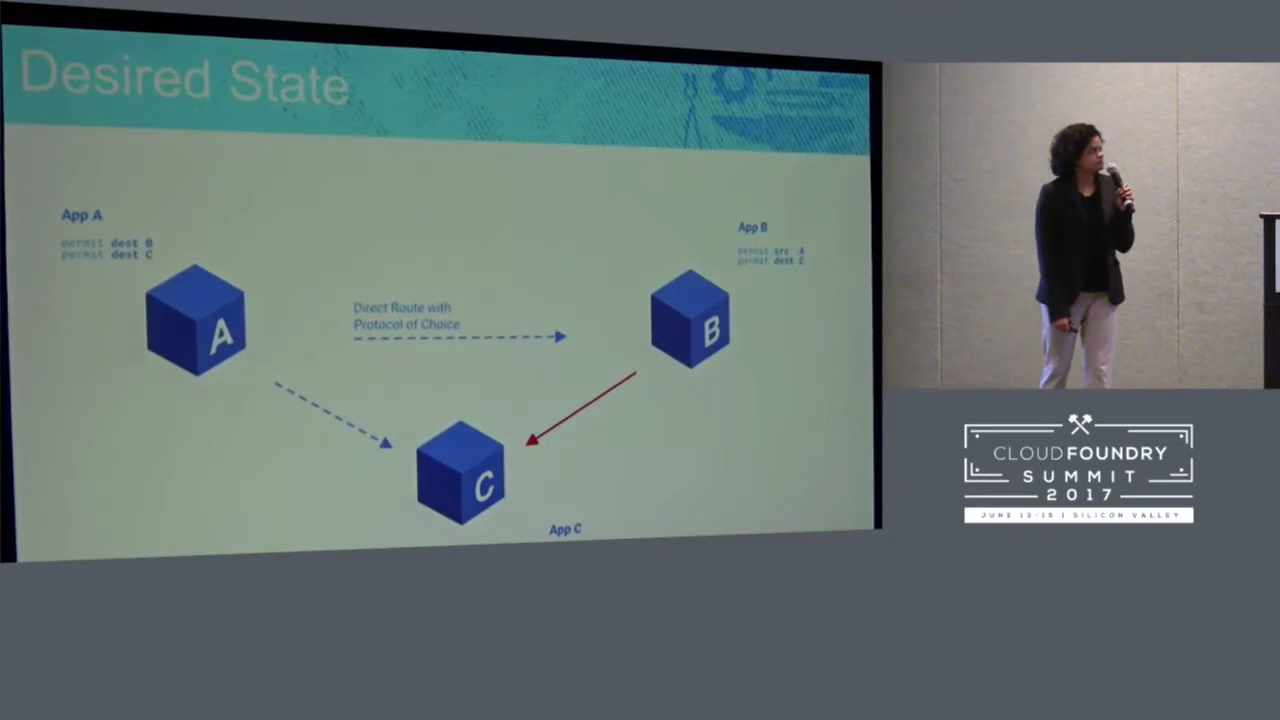 Desired State
App A
permit dest B
permit dest C
App B
permit src A
permit dest C
Direct Route with
Protocol of Choice
A
B
C
App C
CLOUDFOUNDRY
SUMMIT
2017
JUNE 13-15 | SILICON VALLEY